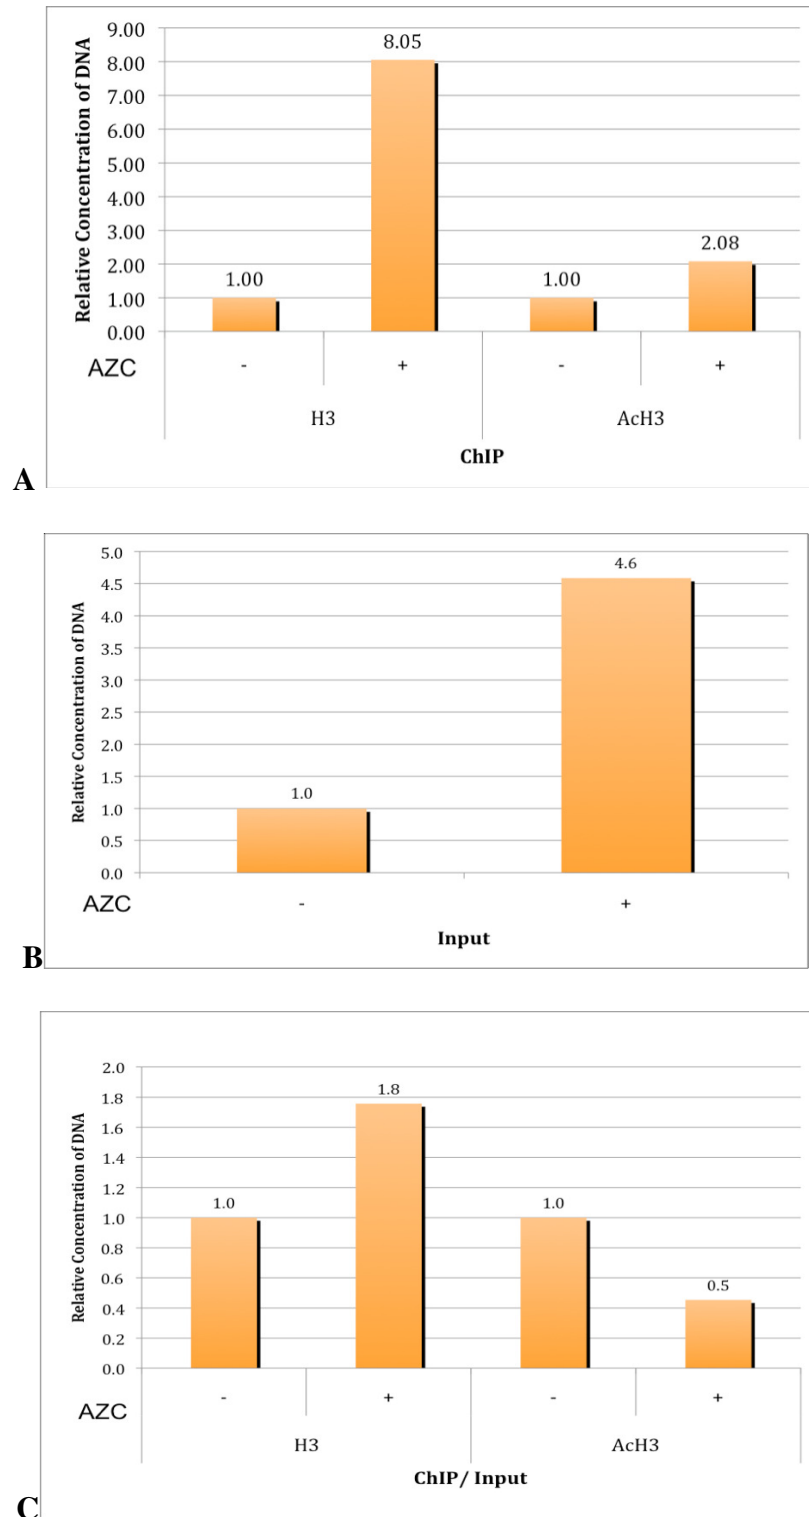 Relative Concentration of DNA
9.00
8.00
7.00
6.00
5.00
4.00
3.00
2.00
1.00
0.00
1.00
8.05
1.00
2.08
AZC
- + - +
H3 AcH3
ChIP
A
Relative Concentration of DNA
5.0
4.5
4.0
3.5
3.0
2.5
2.0
1.5
1.0
0.5
0.0
1.0
4.6
AZC
- +
Input
B
Relative Concentration of DNA
2.0
1.8
1.6
1.4
1.2
1.0
0.8
0.6
0.4
0.2
0.0
1.0
1.8
1.0
0.5
AZC
- + - +
H3 AcH3
ChIP/ Input
C